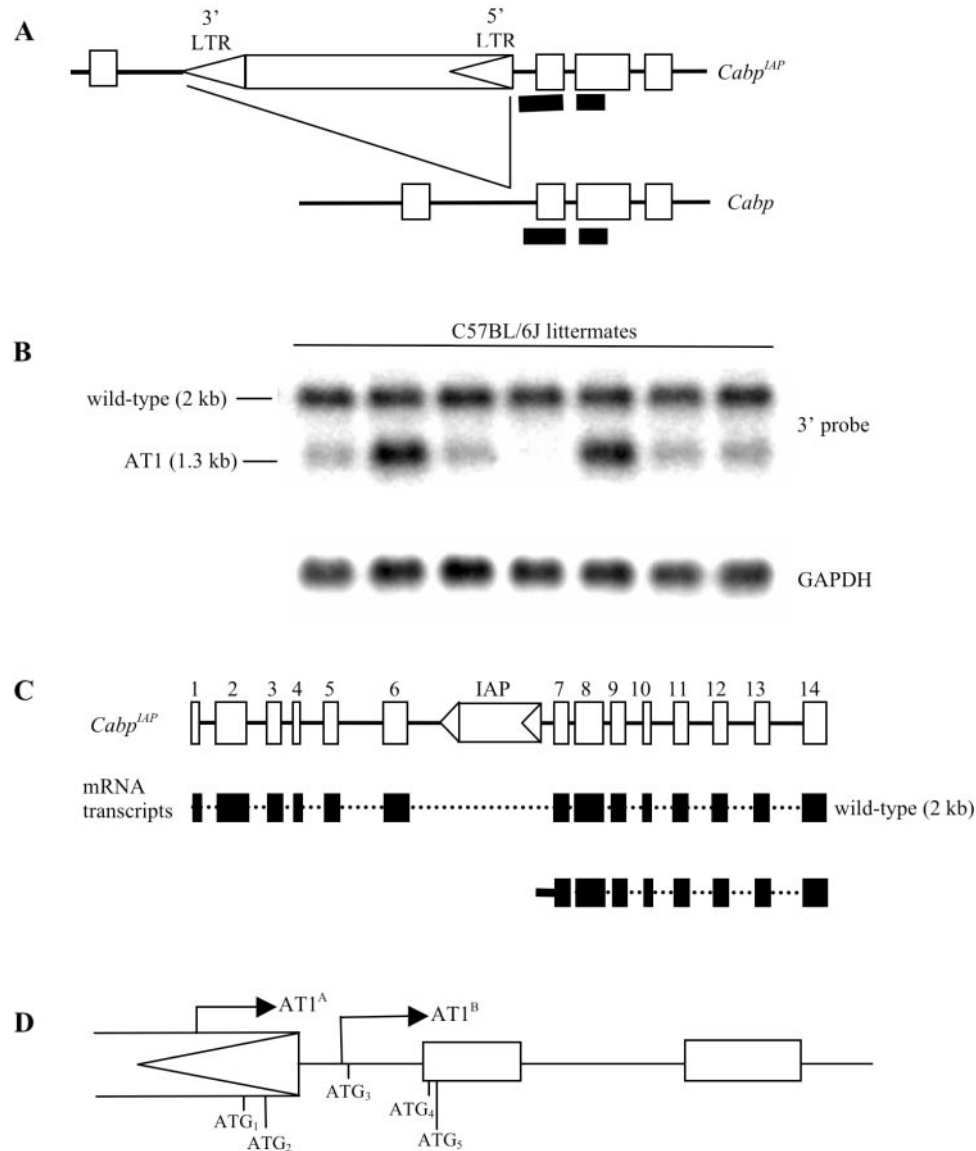 A
3’ LTR
5’ LTR
Cabp^IAP
Cabp
B
C57BL/6J littermates
wild-type (2 kb)
3’ probe
AT1 (1.3 kb)
GAPDH
C
1 2 3 4 5 6 IAP 7 8 9 10 11 12 13 14
Cabp^IAP
mRNA
transcripts
wild-type (2 kb)
D
AT1^A
AT1^B
ATG₁
ATG₂
ATG₃
ATG₄
ATG₅